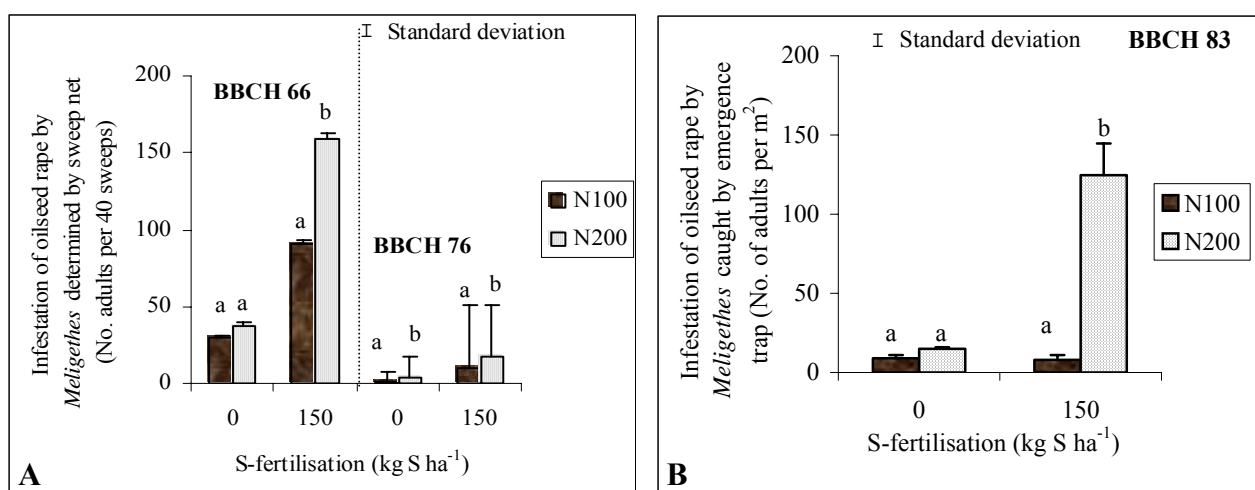 Infestation of oilseed rape by
Meligethes determined by sweep net
(No. adults per 40 sweeps)
Standard deviation
200
150
100
50
0
BBCH 66
BBCH 76
a
a
a
b
a
b
a
b
N100
N200
0
150
0
150
S-fertilisation (kg S ha⁻¹)
A
Infestation of oilseed rape by
Meligethes caught by emergence
trap (No. of adults per m²)
Standard deviation
BBCH 83
200
150
100
50
0
a
a
a
b
N100
N200
0
150
S-fertilisation (kg S ha⁻¹)
B